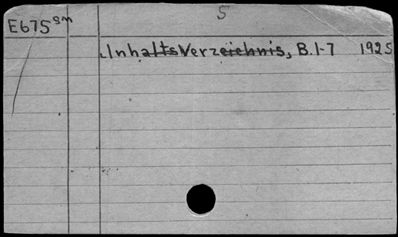 S
E675sm
Inhaltsverzeichnis, B.1-7 1925